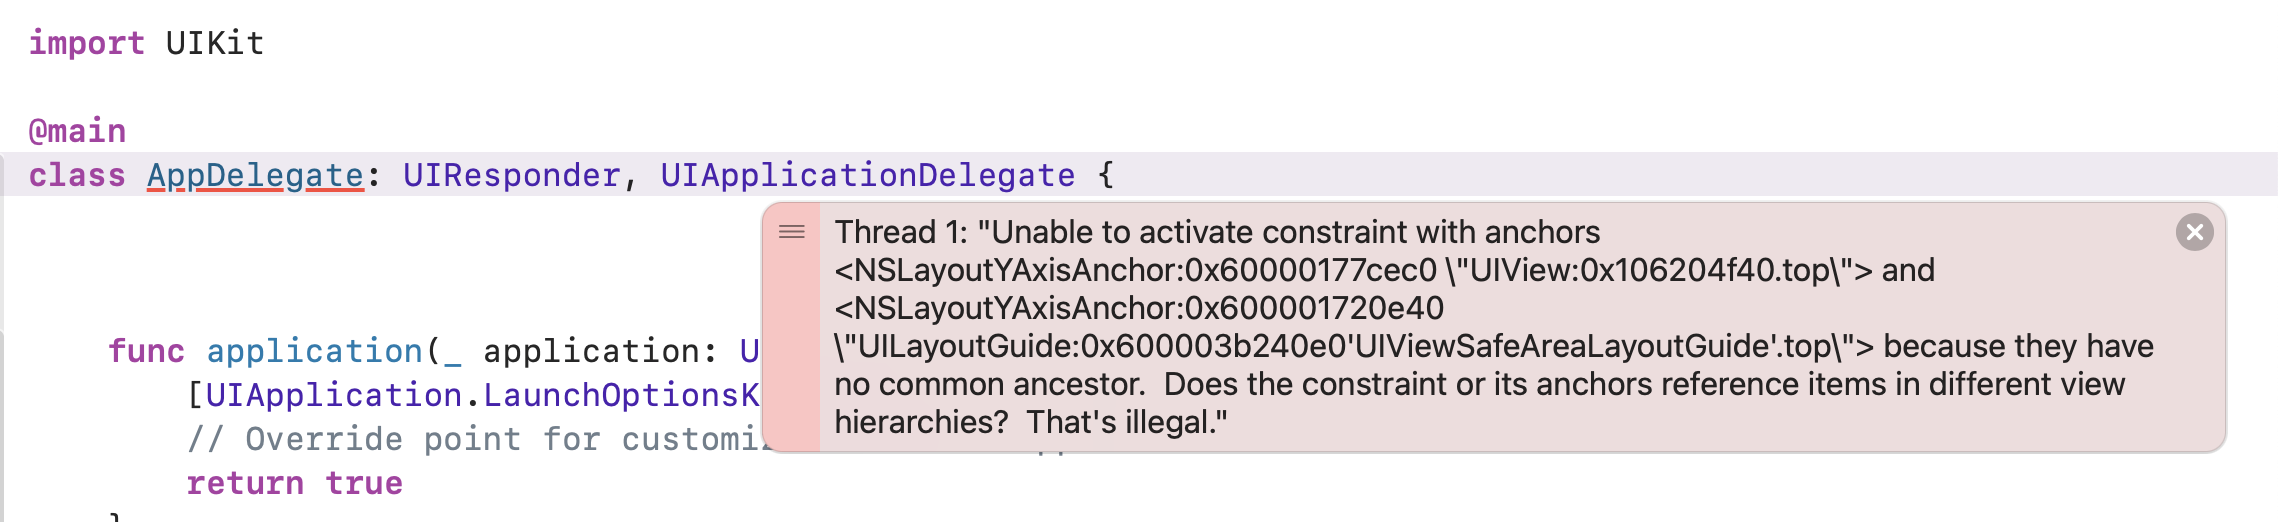 import UIKit
@main
class AppDelegate: UIResponder, UIApplicationDelegate {
Thread 1: "Unable to activate constraint with anchors
<NSLayoutYAxisAnchor:0x60000177cec0 \"UIView:0x106204f40.top\"> and
<NSLayoutYAxisAnchor:0x600001720e40
\"UILayoutGuide:0x600003b240e0'UIViewSafeAreaLayoutGuide'.top\"> because they have
no common ancestor.  Does the constraint or its anchors reference items in different view
hierarchies?  That's illegal."
func application(_ application: U
[UIApplication.LaunchOptionsK
// Override point for customi
return true
}